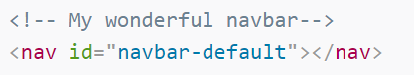 <!-- My wonderful navbar-->
<nav id="navbar-default"></nav>